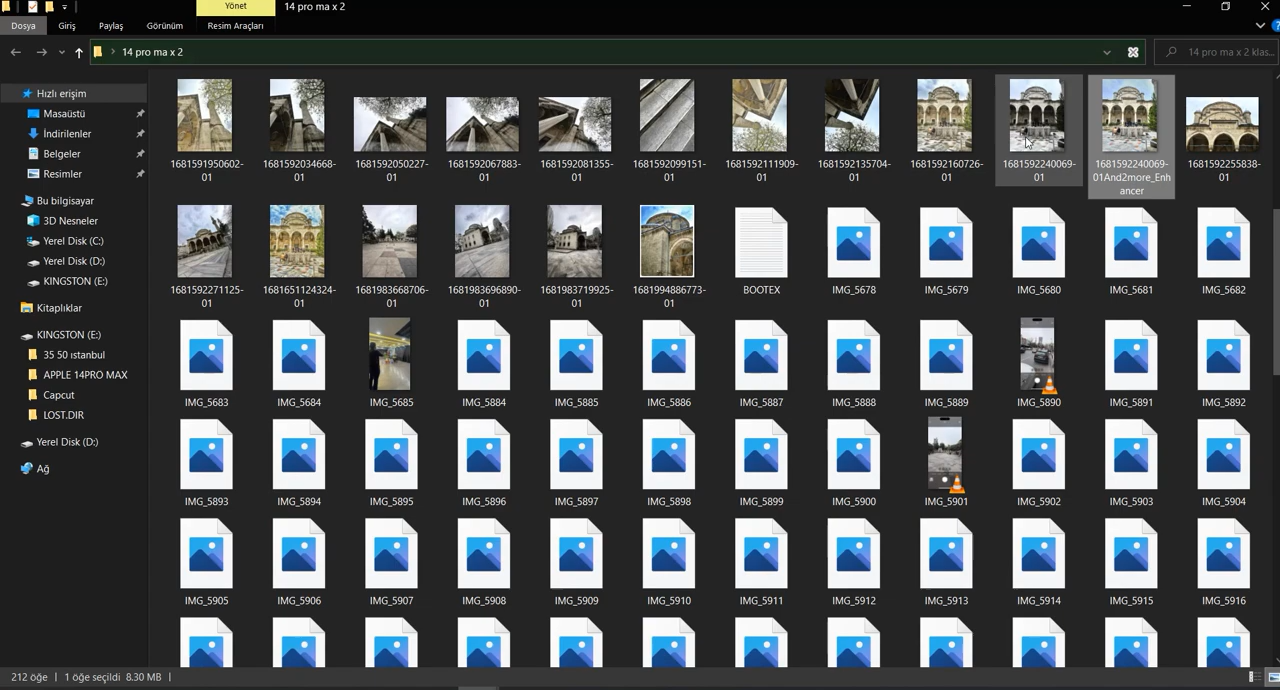 Yönet
14 pro ma x 2
Dosya
Giriş
Paylaş
Görünüm
Resim Araçları
14 pro ma x 2
14 pro ma x 2 klas...
Hızlı erişim
Masaüstü
İndirilenler
Belgeler
Resimler
Bu bilgisayar
3D Nesneler
Yerel Disk (C:)
Yerel Disk (D:)
KINGSTON (E:)
Kitaplıklar
KINGSTON (E:)
35 50 ıstanbul
APPLE 14PRO MAX
Capcut
LOST.DIR
Yerel Disk (D:)
Ağ
1681591950602-
01
1681592034668-
01
1681592050227-
01
1681592067883-
01
1681592081355-
01
1681592099151-
01
1681592111909-
01
1681592135704-
01
1681592160726-
01
1681592240069-
01
1681592240069-
01And2more_Enh
ancer
1681592255838-
01
1681592271125-
01
1681651124324-
01
1681983668706-
01
1681983696890-
01
1681983719925-
01
1681994886773-
01
BOOTEX
IMG_5678
IMG_5679
IMG_5680
IMG_5681
IMG_5682
IMG_5683
IMG_5684
IMG_5685
IMG_5884
IMG_5885
IMG_5886
IMG_5887
IMG_5888
IMG_5889
IMG_5890
IMG_5891
IMG_5892
IMG_5893
IMG_5894
IMG_5895
IMG_5896
IMG_5897
IMG_5898
IMG_5899
IMG_5900
IMG_5901
IMG_5902
IMG_5903
IMG_5904
IMG_5905
IMG_5906
IMG_5907
IMG_5908
IMG_5909
IMG_5910
IMG_5911
IMG_5912
IMG_5913
IMG_5914
IMG_5915
IMG_5916
212 öğe
1 öğe seçildi 8.30 MB